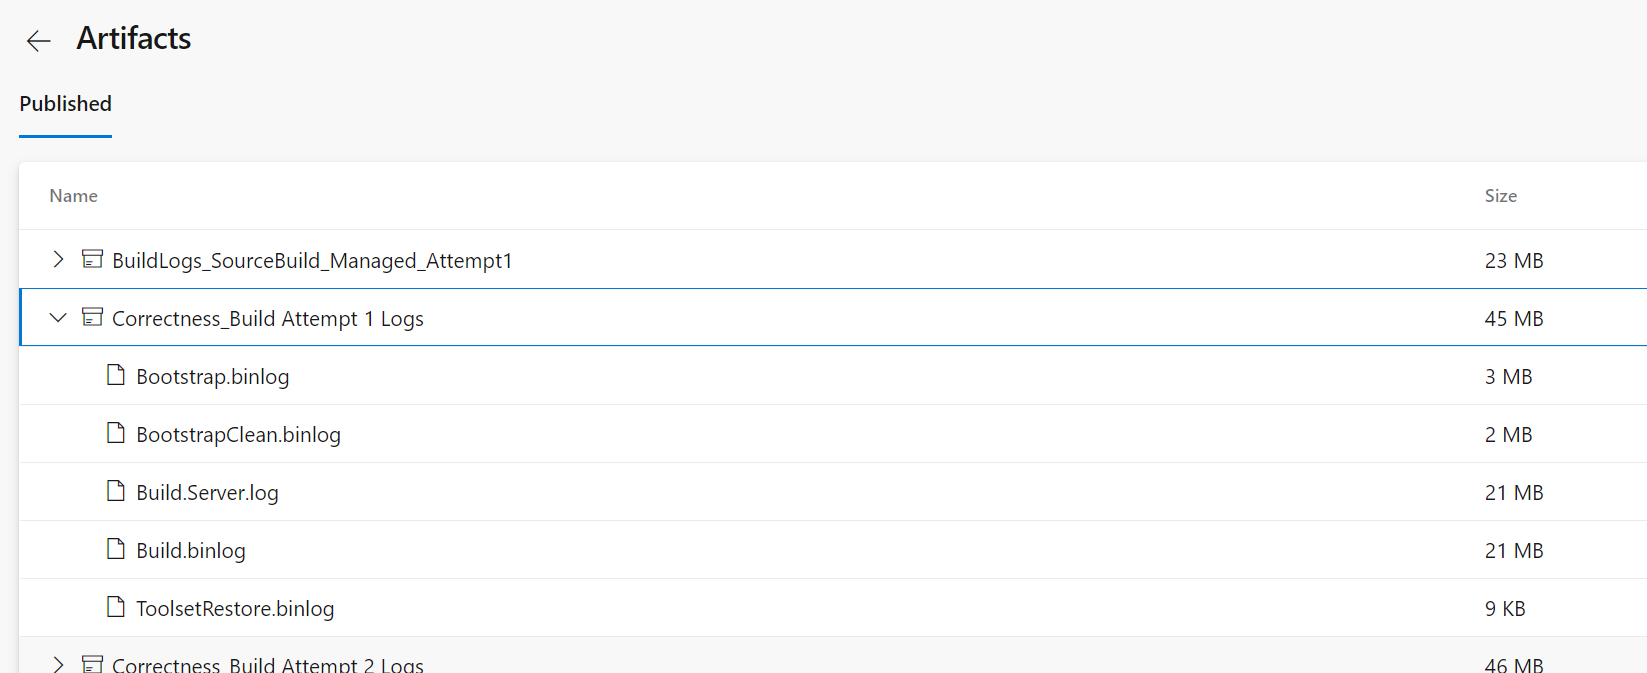 Artifacts
Published
Name Size
BuildLogs_SourceBuild_Managed_Attempt1 23 MB
Correctness_Build Attempt 1 Logs 45 MB
Bootstrap.binlog 3 MB
BootstrapClean.binlog 2 MB
Build.Server.log 21 MB
Build.binlog 21 MB
ToolsetRestore.binlog 9 KB
Correctness_Build Attempt 2 Logs 46 MB